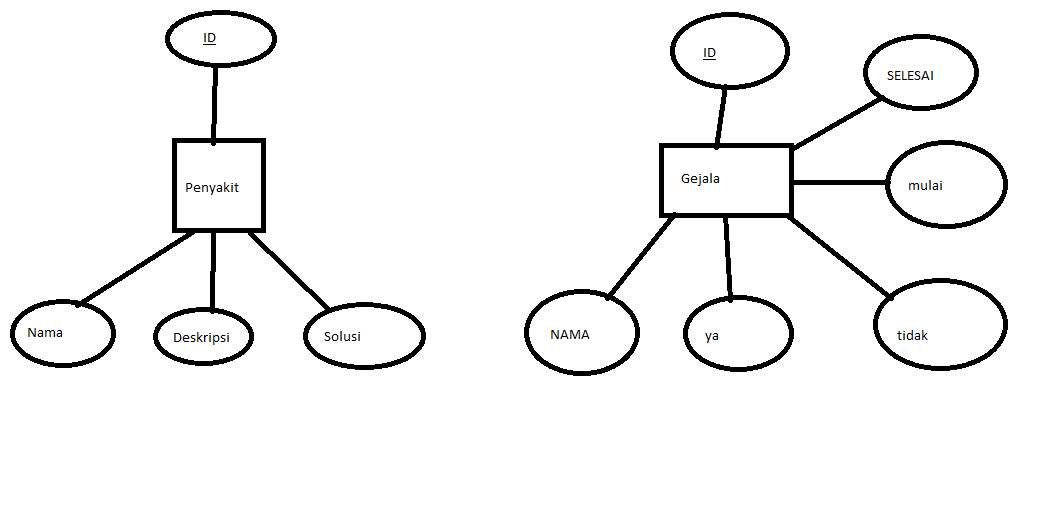 ID
Penyakit
Nama
Deskripsi
Solusi
ID
SELESAI
Gejala
mulai
NAMA
ya
tidak